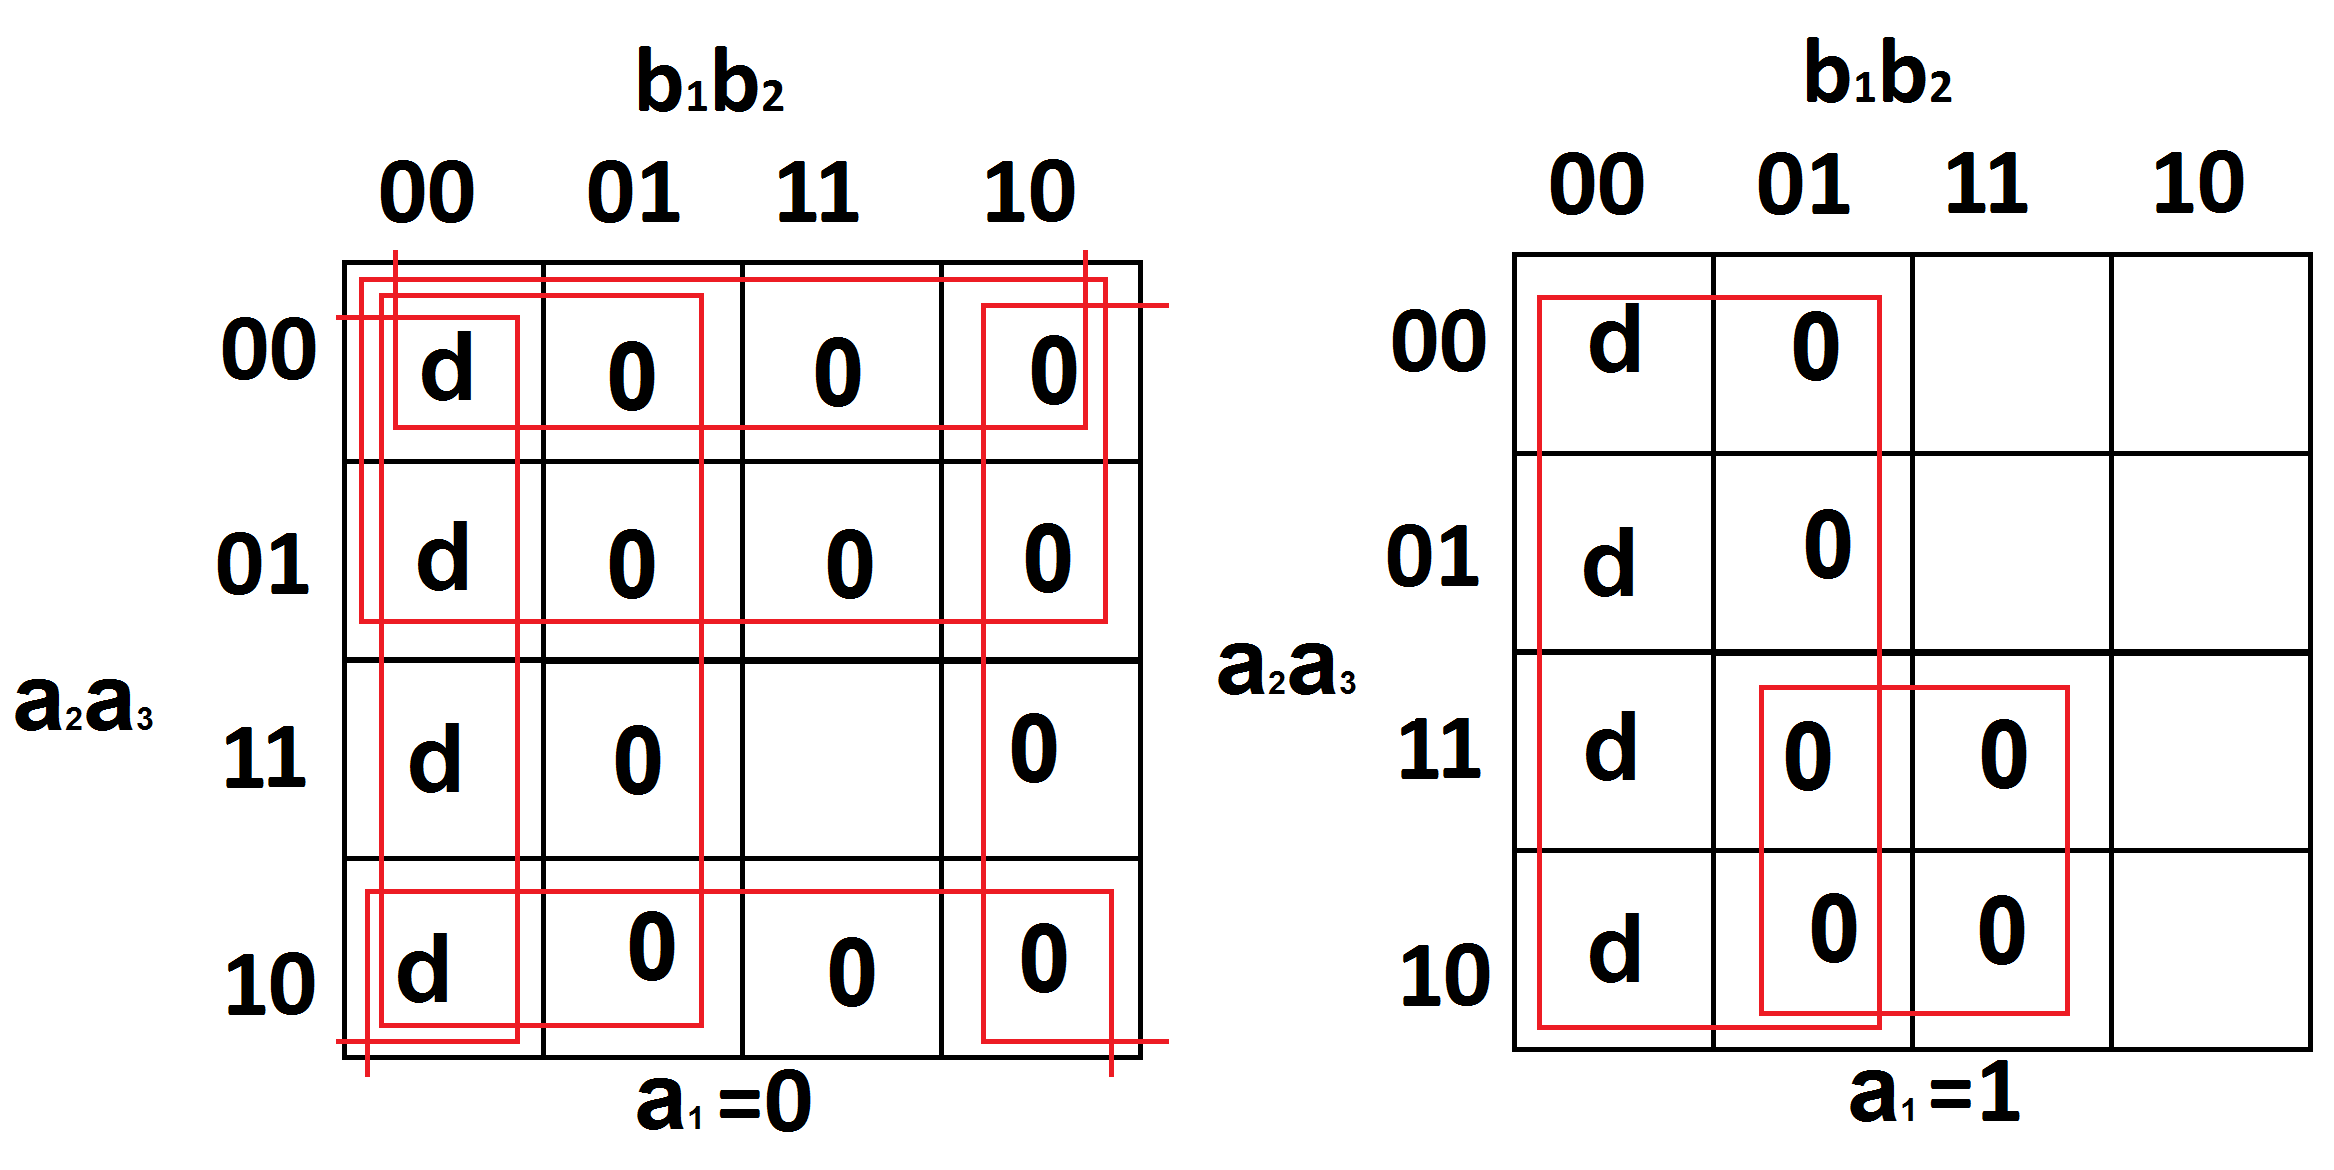 b₁b₂
00 01 11 10
00 d 0 0 0
01 d 0 0 0
a₂a₃
11 d 0 0
10 d 0 0 0
a₁ =0
b₁b₂
00 01 11 10
00 d 0
01 d 0
a₂a₃
11 d 0 0
10 d 0 0
a₁ =1